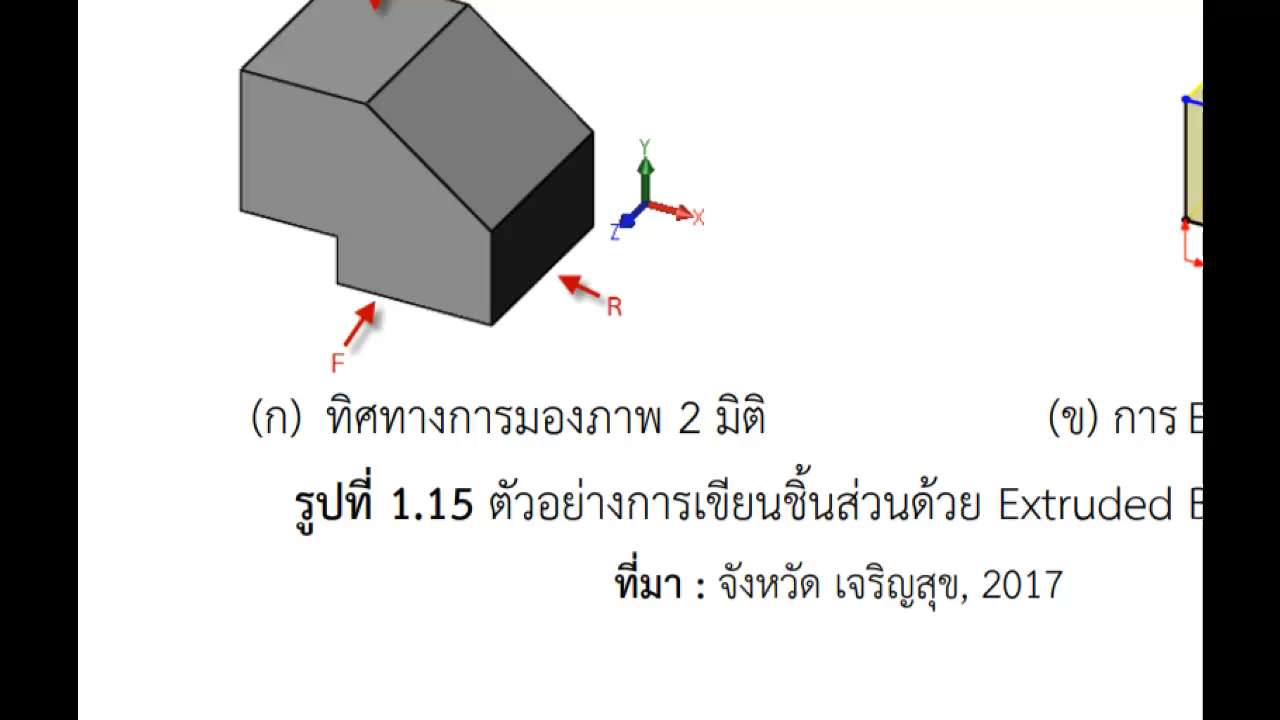 Y
X
Z
R
F
(ก) ทิศทางการมองภาพ 2 มิติ (ข) การ
รูปที่ 1.15 ตัวอย่างการเขียนชิ้นส่วนด้วย Extruded
ที่มา : จังหวัด เจริญสุข, 2017